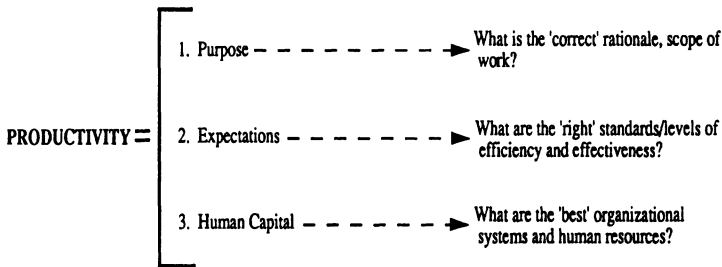 1. Purpose
What is the 'correct' rationale, scope of
work?
PRODUCTIVITY =
2. Expectations
What are the 'right' standards/levels of
efficiency and effectiveness?
3. Human Capital
What are the 'best' organizational
systems and human resources?